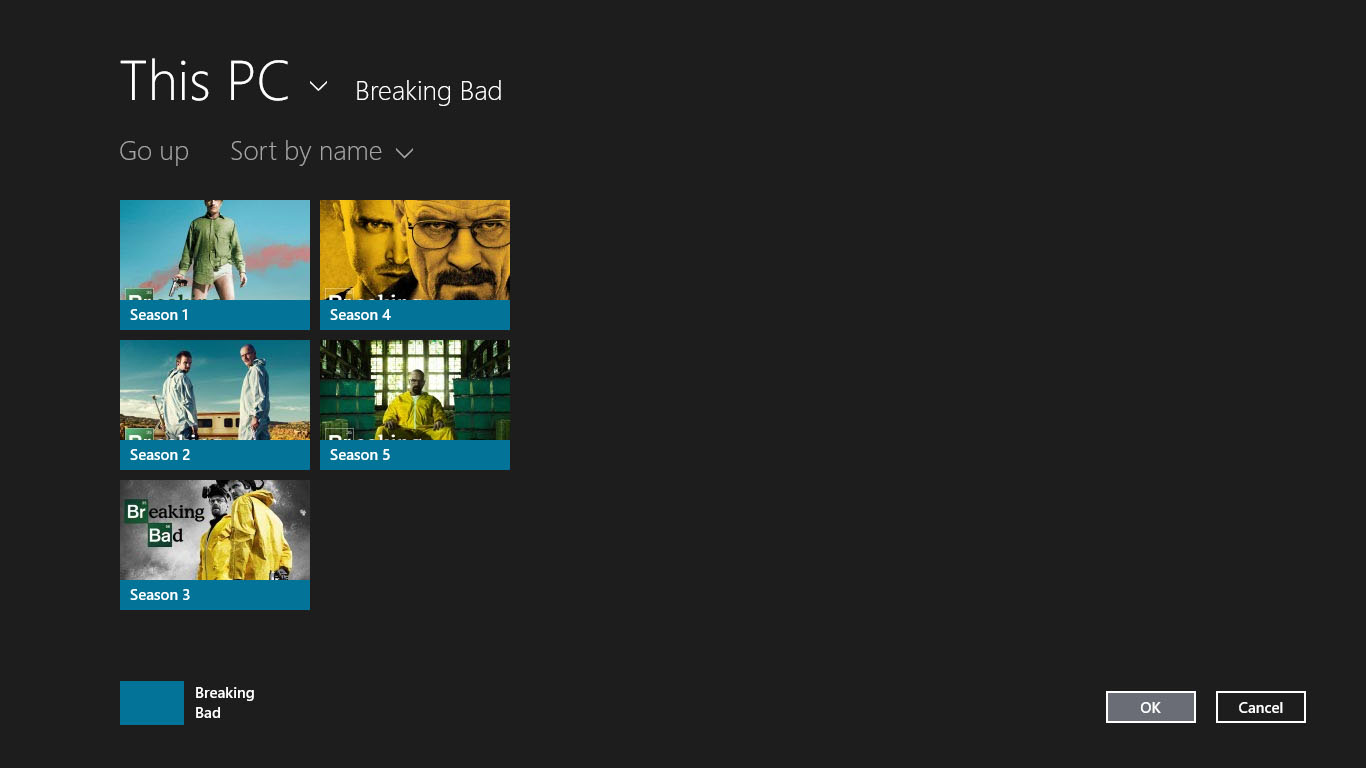 This PC Breaking Bad
Go up Sort by name
Season 1
Season 4
Season 2
Season 5
Breaking
Bad
Season 3
Breaking
Bad
OK Cancel